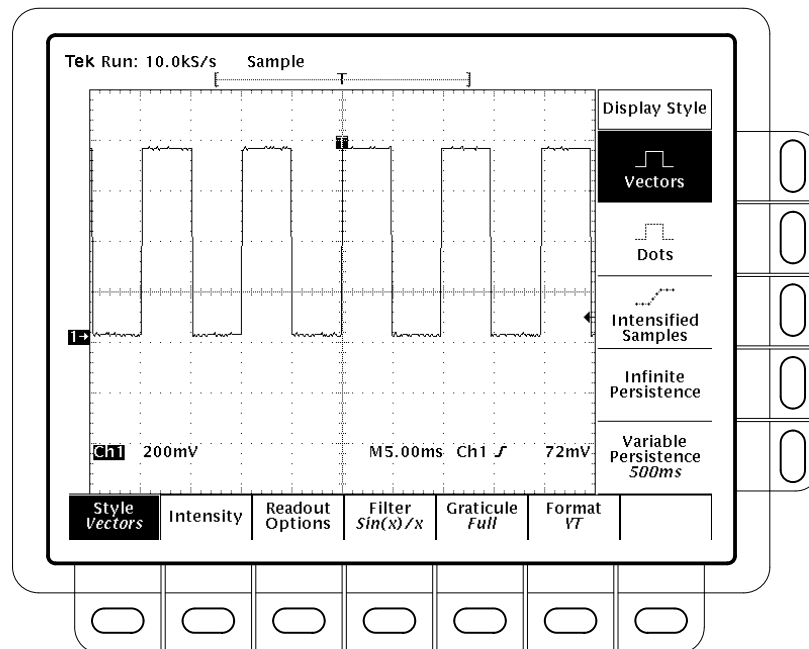 Tek Run: 10.0kS/s Sample
T
Display Style
T
Vectors
Dots
Intensified
Samples
1→
Infinite
Persistence
Ch1 200mV M5.00ms Ch1 72mV
Variable
Persistence
500ms
Style
Vectors
Intensity
Readout
Options
Filter
Sin(x)/x
Graticule
Full
Format
YT